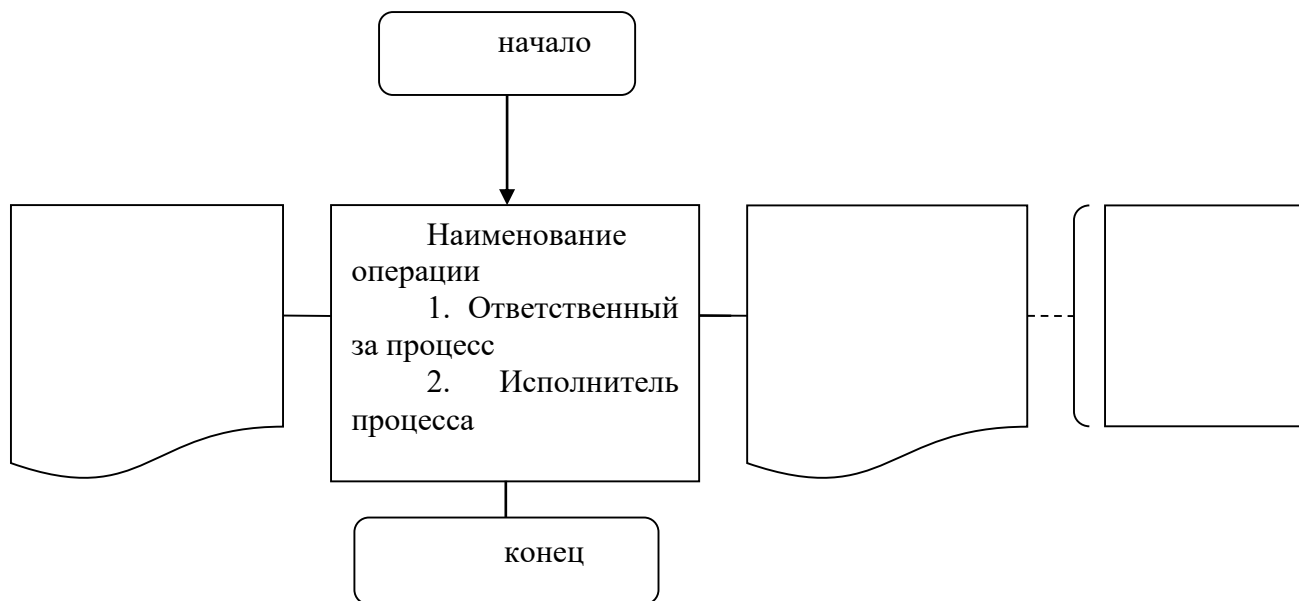 начало
Наименование
операции
1. Ответственный
за процесс
2. Исполнитель
процесса
конец